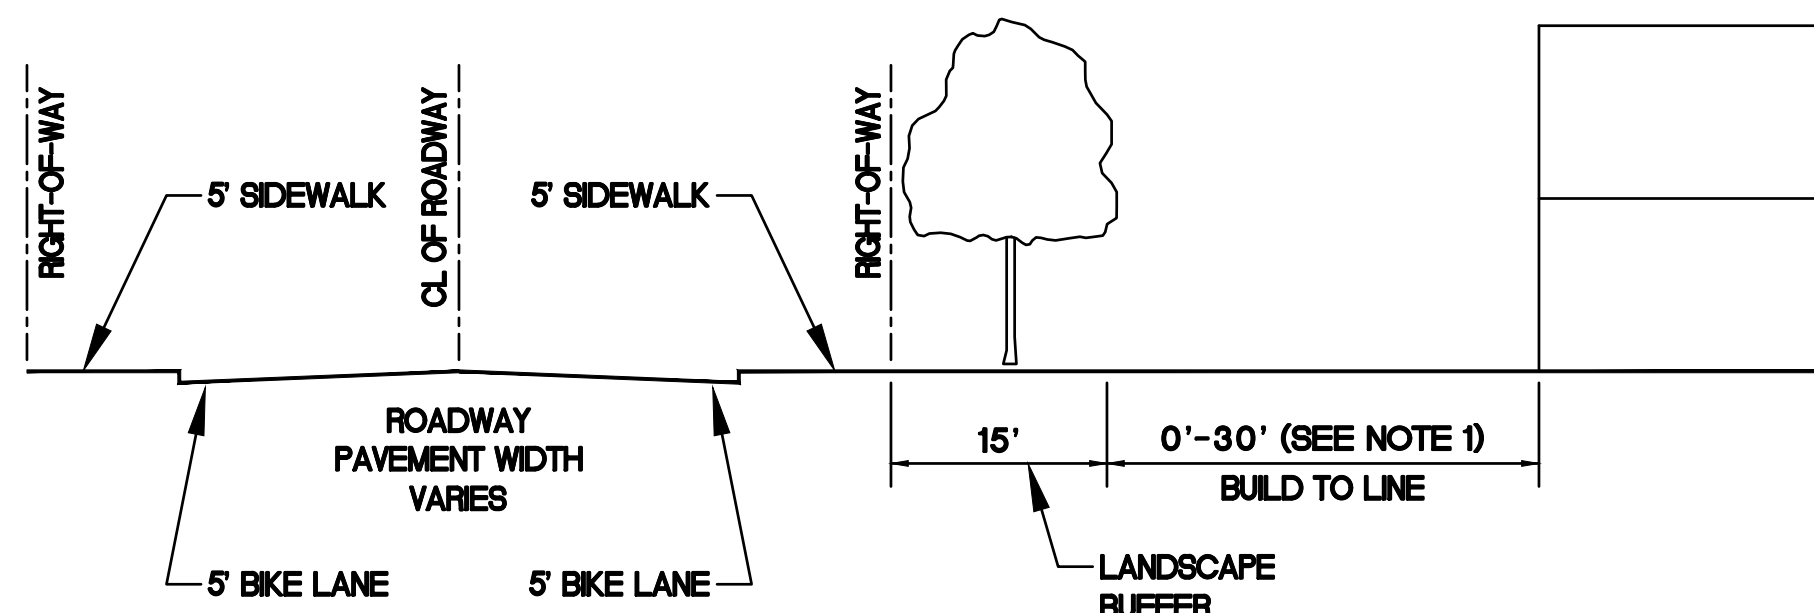 RIGHT-OF-WAY
CL OF ROADWAY
RIGHT-OF-WAY
5' SIDEWALK
5' SIDEWALK
ROADWAY
PAVEMENT WIDTH
VARIES
15'
0'-30' (SEE NOTE 1)
BUILD TO LINE
5' BIKE LANE
5' BIKE LANE
LANDSCAPE
BUFFER